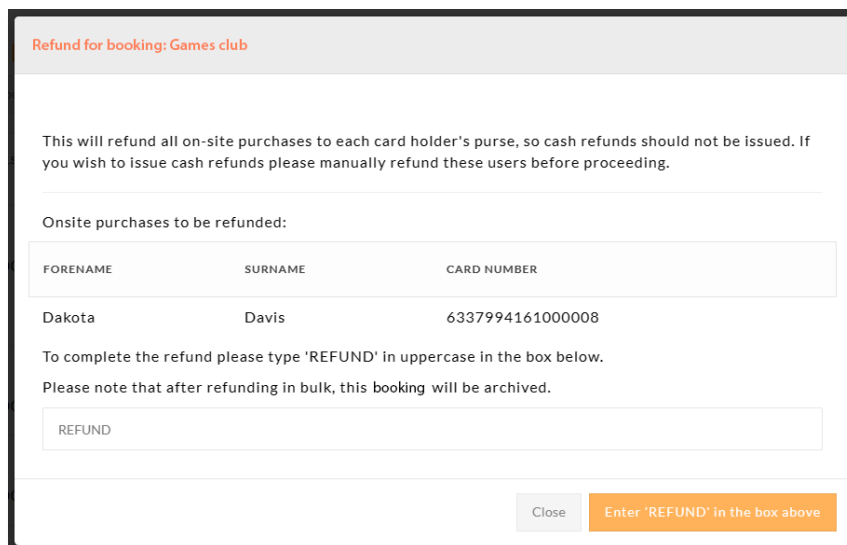 Refund for booking: Games club
This will refund all on-site purchases to each card holder's purse, so cash refunds should not be issued. If
you wish to issue cash refunds please manually refund these users before proceeding.
Onsite purchases to be refunded:
FORENAME SURNAME CARD NUMBER
Dakota Davis 6337994161000008
To complete the refund please type 'REFUND' in uppercase in the box below.
Please note that after refunding in bulk, this booking will be archived.
REFUND
Close Enter 'REFUND' in the box above